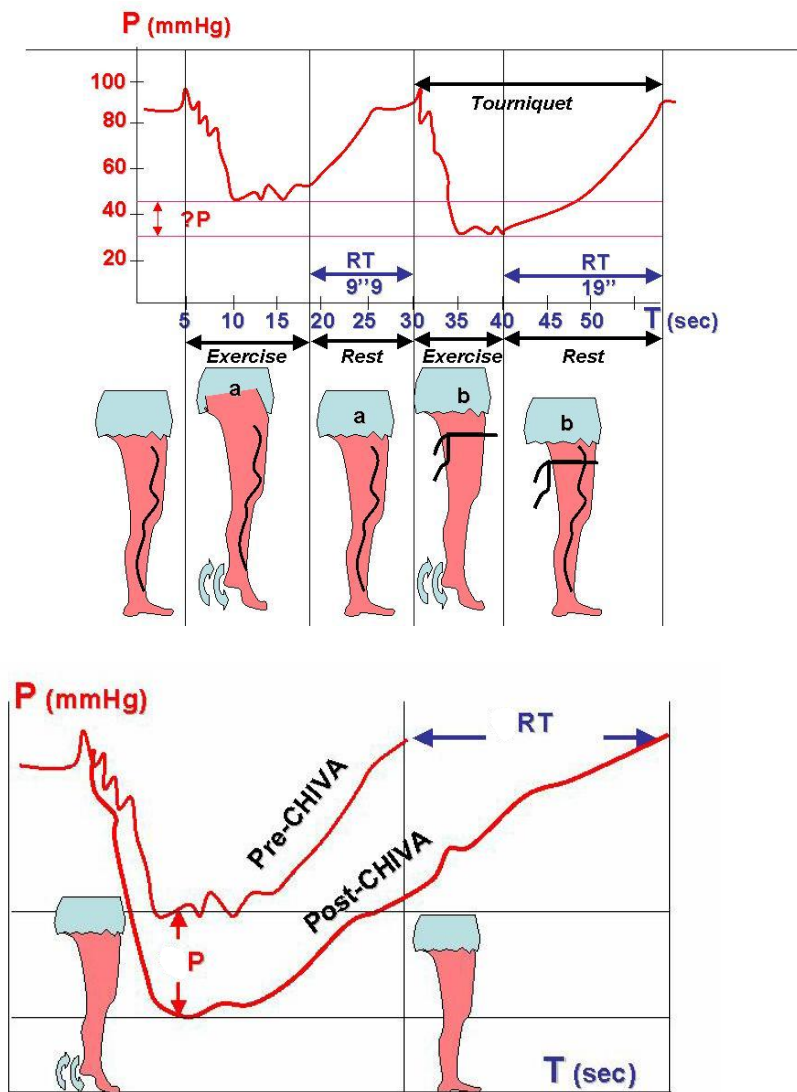 P (mmHg)
100
80
60
40
20
Tourniquet
?P
RT
9’’9
RT
19’’
5 10 15 20 25 30 35 40 45 50 T (sec)
Exercise Rest Exercise Rest
a
a
b
b
P (mmHg)
RT
Pre-CHIVA
Post-CHIVA
P
T (sec)